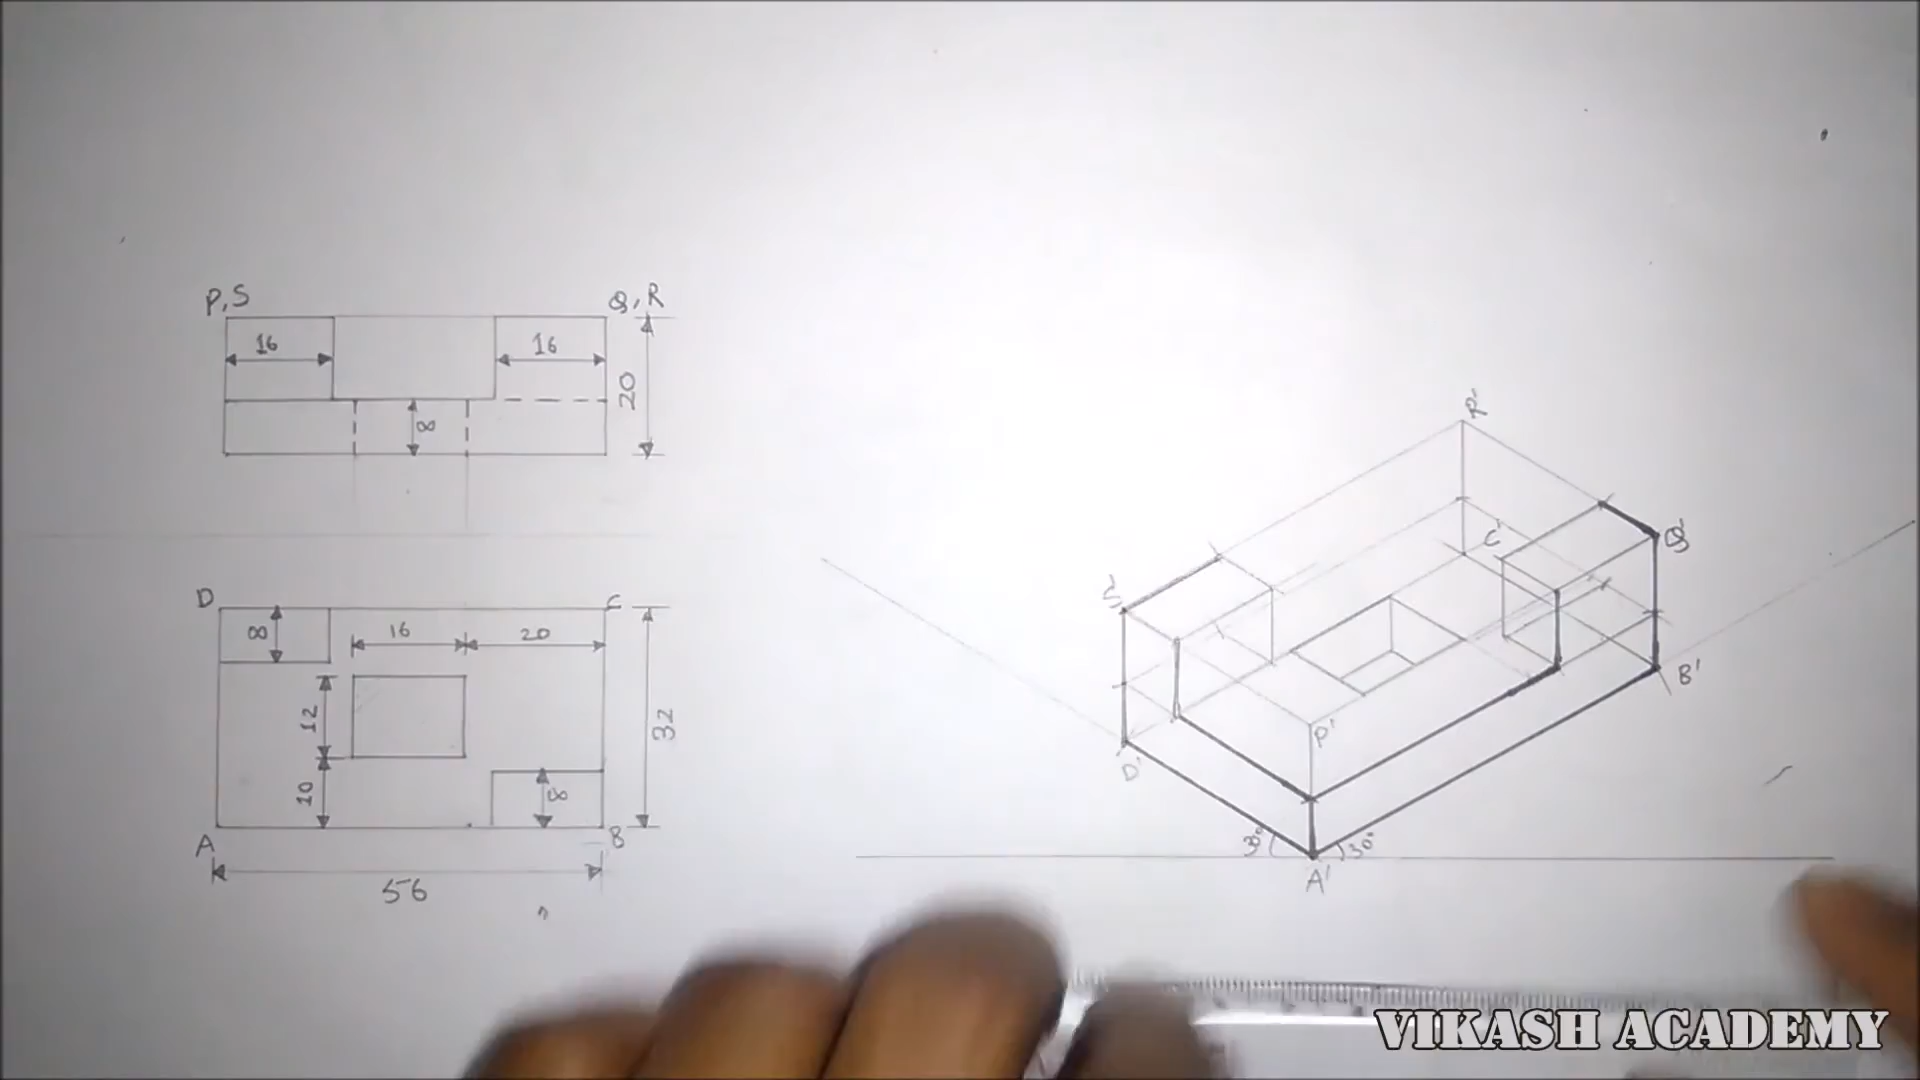 P,S
Q,R
16
16
20
8
D
C
8
16
20
12
32
10
8
A
B
56
R'
C'
Q'
S'
B'
P'
D'
30°
30°
A'
VIKASH ACADEMY